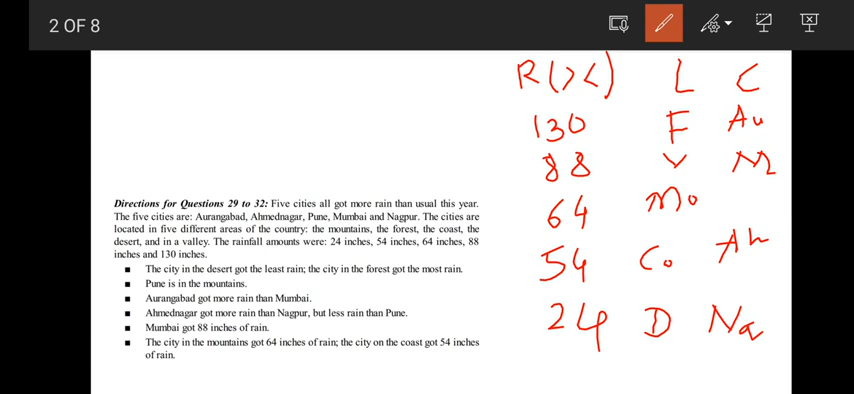 2 OF 8
R(><) L C
130 F Au
88 V M
64 Mo
54 Co Ah
24 D Na
Directions for Questions 29 to 32: Five cities all got more rain than usual this year.
The five cities are: Aurangabad, Ahmednagar, Pune, Mumbai and Nagpur. The cities are
located in five different areas of the country: the mountains, the forest, the coast, the
desert, and in a valley. The rainfall amounts were: 24 inches, 54 inches, 64 inches, 88
inches and 130 inches.
▪ The city in the desert got the least rain; the city in the forest got the most rain.
▪ Pune is in the mountains.
▪ Aurangabad got more rain than Mumbai.
▪ Ahmednagar got more rain than Nagpur, but less rain than Pune.
▪ Mumbai got 88 inches of rain.
▪ The city in the mountains got 64 inches of rain; the city on the coast got 54 inches
of rain.